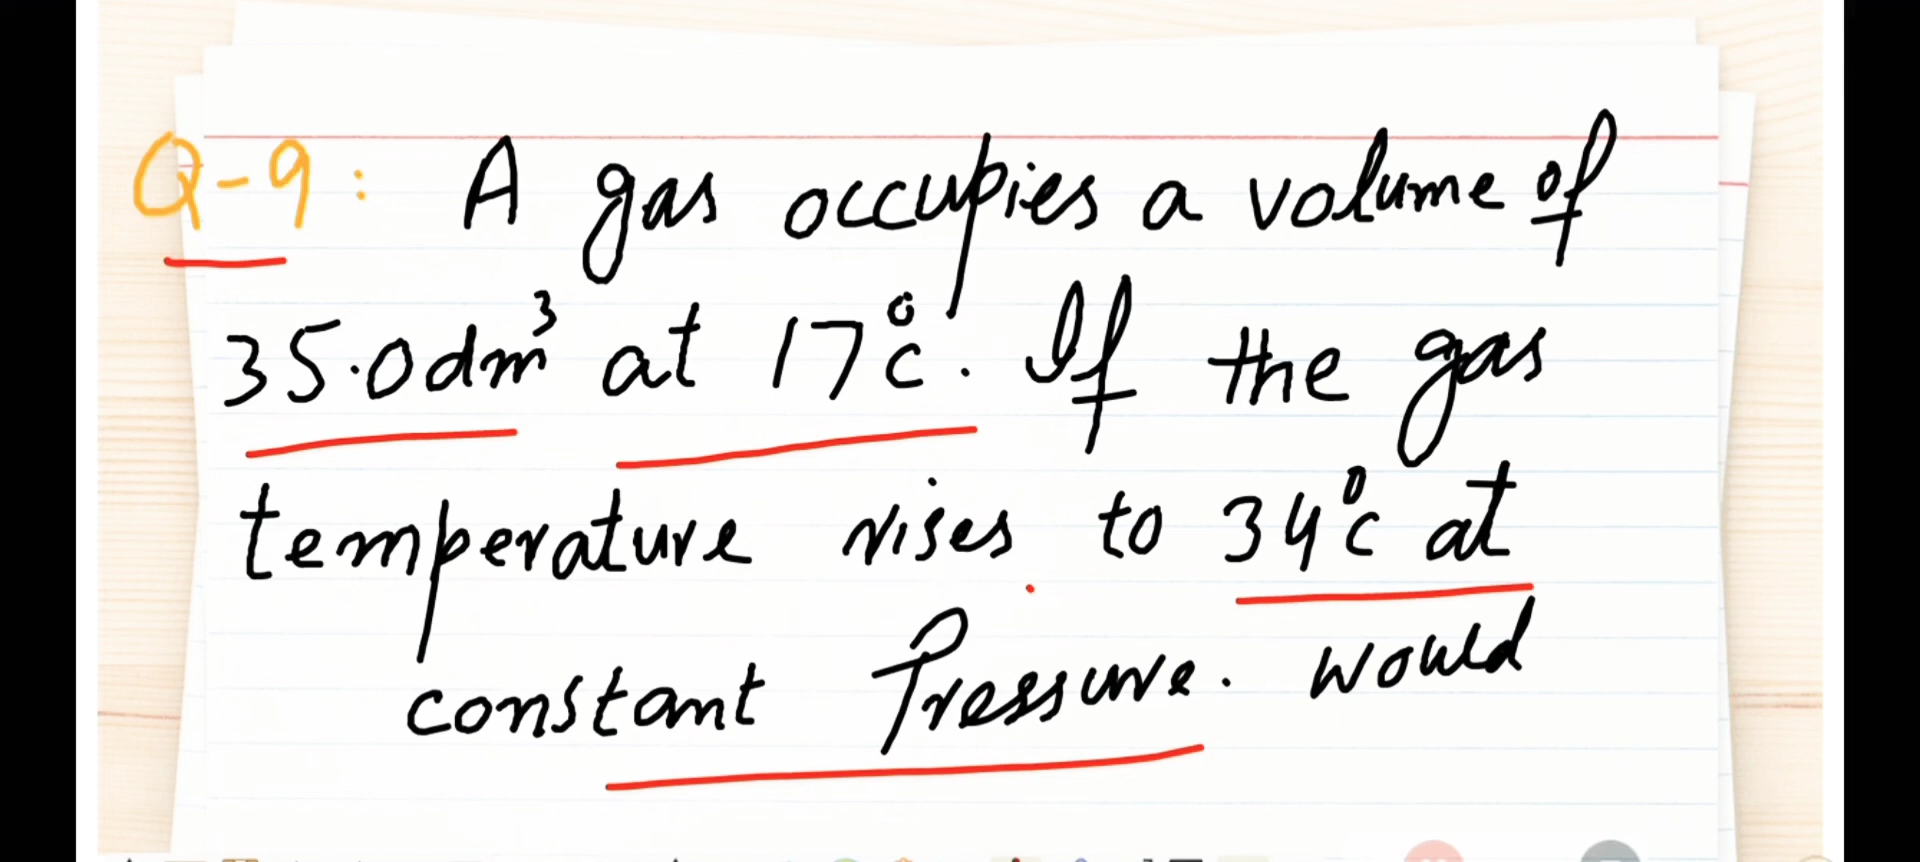 Q-9: A gas occupies a volume of
35.0dm³ at 17°c. If the gas
temperature rises to 34°c at
constant Pressure. would